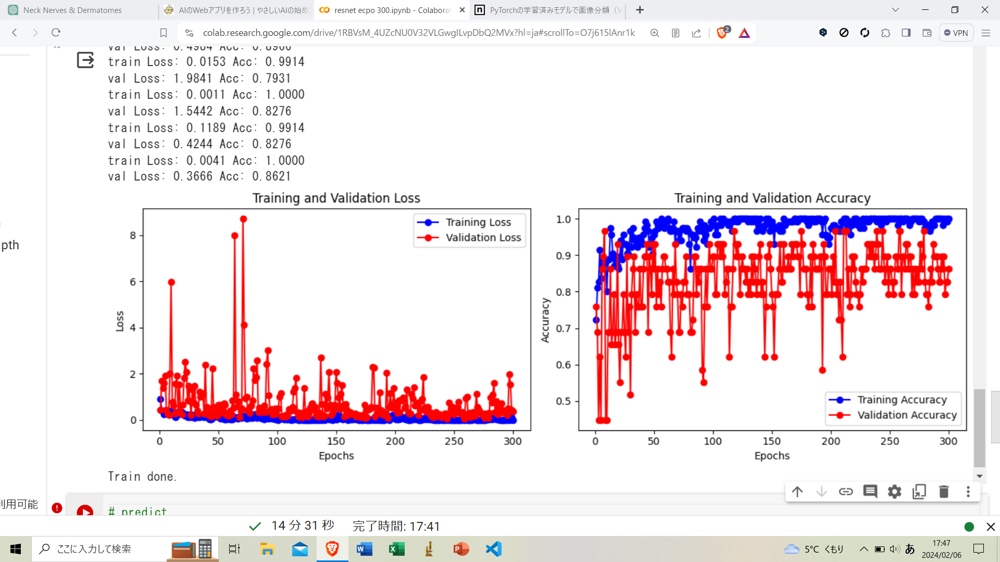 Neck Nerves & Dermatomes
AIのWebアプリを作ろう | やさしいAIの始め
resnet ecpo 300.ipynb - Colabora
PyTorchの学習済みモデルで画像分類（V
colab.research.google.com/drive/1RBVsM_4UZcNU0V32VLGwgILvpDbQ2MVx?hl=ja#scrollTo=O7j615lAnr1k
2
VPN
val Loss: 0.4984 Acc: 0.8966
train Loss: 0.0153 Acc: 0.9914
val Loss: 1.9841 Acc: 0.7931
train Loss: 0.0011 Acc: 1.0000
val Loss: 1.5442 Acc: 0.8276
train Loss: 0.1189 Acc: 0.9914
val Loss: 0.4244 Acc: 0.8276
train Loss: 0.0041 Acc: 1.0000
val Loss: 0.3666 Acc: 0.8621
pth
Training and Validation Loss
Training Loss
Validation Loss
8
6
4
2
0
Loss
0 50 100 150 200 250 300
Epochs
Training and Validation Accuracy
1.0
0.9
0.8
0.7
0.6
0.5
Accuracy
Training Accuracy
Validation Accuracy
0 50 100 150 200 250 300
Epochs
Train done.
利用可能
# predict
14 分 31 秒 完了時間: 17:41
ここに入力して検索
5°C くもり
あ
17:47
2024/02/06